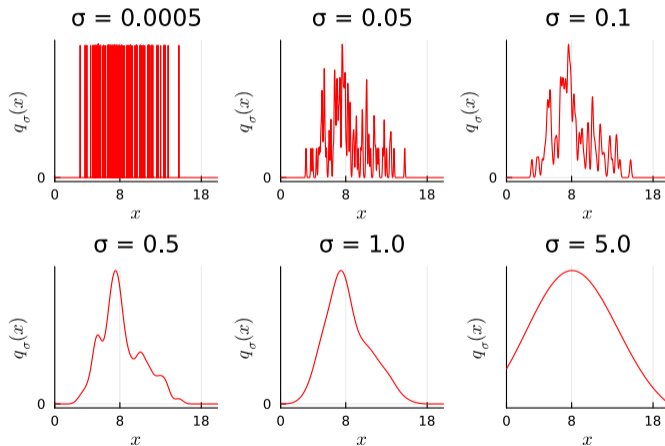 σ = 0.0005
q_σ(x)
0
0 8 18
x
σ = 0.05
q_σ(x)
0
0 8 18
x
σ = 0.1
q_σ(x)
0
0 8 18
x
σ = 0.5
q_σ(x)
0
0 8 18
x
σ = 1.0
q_σ(x)
0
0 8 18
x
σ = 5.0
q_σ(x)
0 8 18
x